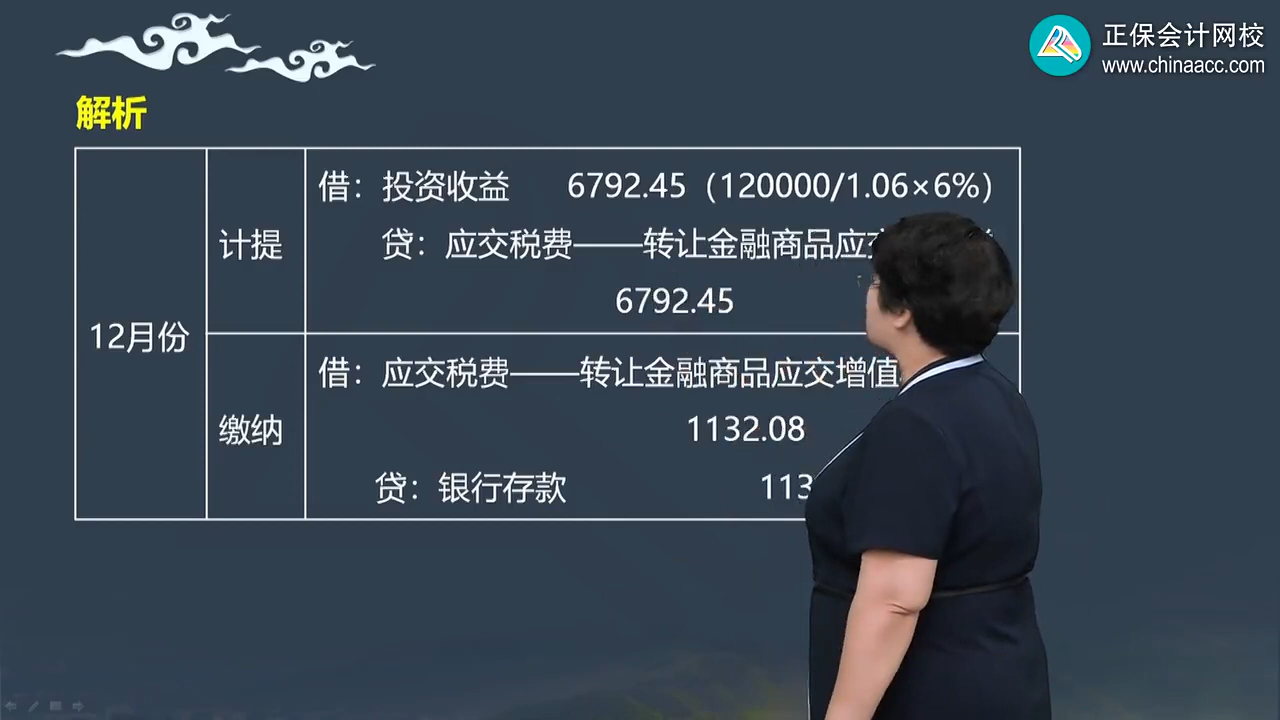 正保会计网校
www.chinaacc.com
解析
12月份
计提
借：投资收益 6792.45（120000/1.06×6%）
贷：应交税费——转让金融商品应
6792.45
缴纳
借：应交税费——转让金融商品应交增值
1132.08
贷：银行存款 113